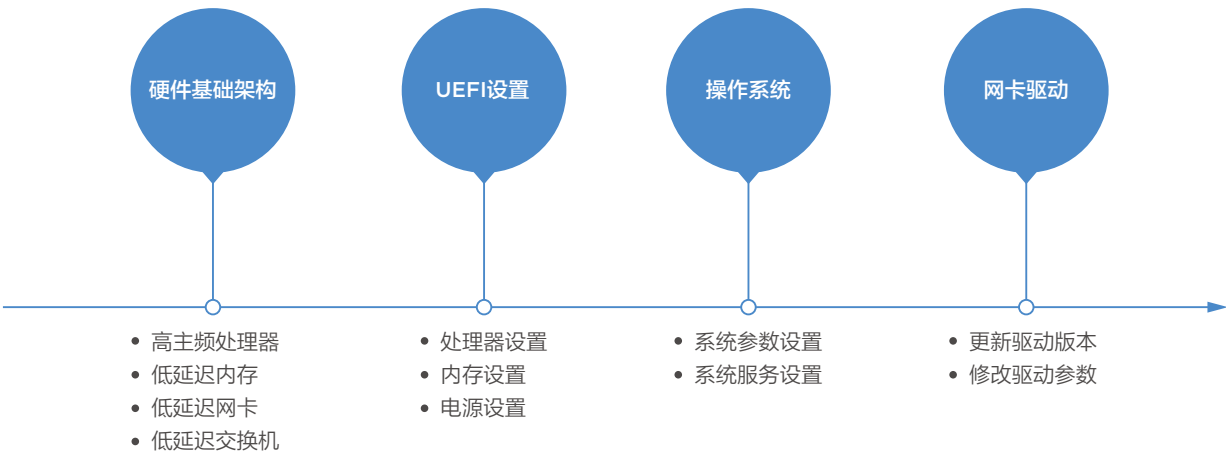 硬件基础架构
UEFI设置
操作系统
网卡驱动
• 高主频处理器
• 低延迟内存
• 低延迟网卡
• 低延迟交换机
• 处理器设置
• 内存设置
• 电源设置
• 系统参数设置
• 系统服务设置
• 更新驱动版本
• 修改驱动参数